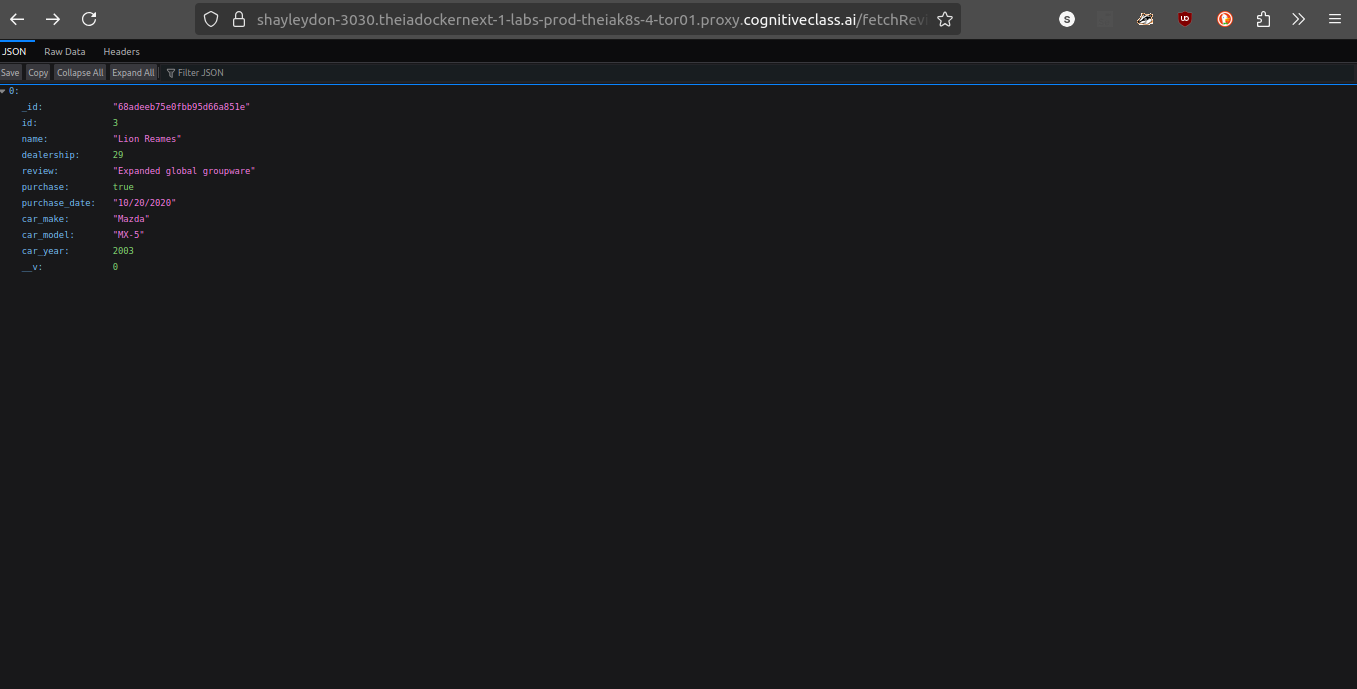 shayleydon-3030.theiadockernext-1-labs-prod-theiak8s-4-tor01.proxy.cognitiveclass.ai/fetchRevi
S
UD
JSON Raw Data Headers
Save Copy Collapse All Expand All Filter JSON
0:
_id: "68adeeb75e0fbb95d66a851e"
id: 3
name: "Lion Reames"
dealership: 29
review: "Expanded global groupware"
purchase: true
purchase_date: "10/20/2020"
car_make: "Mazda"
car_model: "MX-5"
car_year: 2003
__v: 0